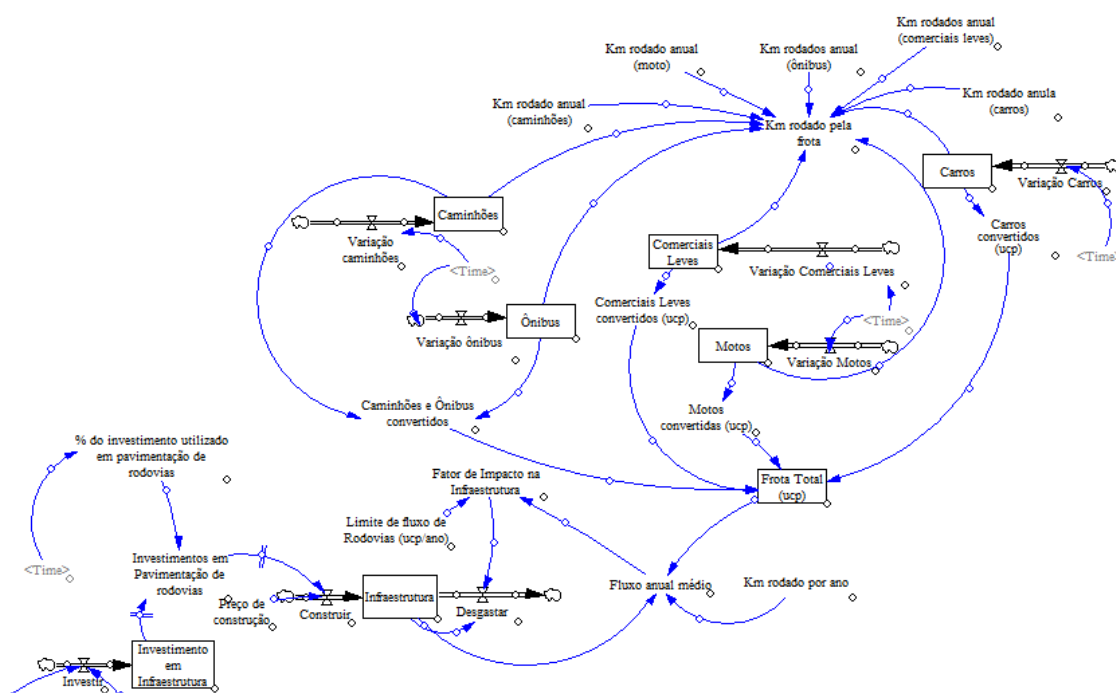 Km rodados anual
(comerciais leves)
Km rodado anual
(moto)
Km rodados anual
(ônibus)
Km rodado anual
(caminhões)
Km rodado anula
(carros)
Km rodado pela
frota
Carros
Variação Carros
Caminhões
Variação
caminhões
Carros
convertidos
(ucp)
Comerciais
Leves
Variação Comerciais Leves
<Time>
<Time>
Comerciais Leves
convertidos (ucp)
Ônibus
Variação ônibus
<Time>
Motos
Variação Motos
Caminhões e Ônibus
convertidos
Motos
convertidas (ucp)
% do investimento utilizado
em pavimentação de
rodovias
Fator de Impacto na
Infraestrutura
Frota Total
(ucp)
Limite de fluxo de
Rodovias (ucp/ano)
<Time>
Investimentos em
Pavimentação de
rodovias
Preço de
construção
Construir
Infraestrutura
Desgastar
Fluxo anual médio
Km rodado por ano
Investir
Investimento
em
Infraestrutura